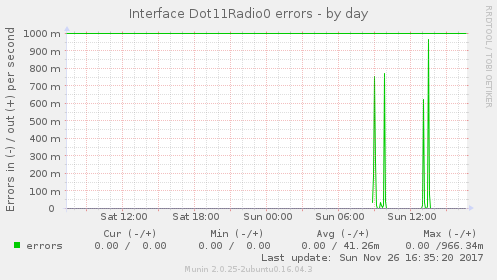 Interface Dot11Radio0 errors - by day
RRDTOOL / TOBI OETIKER
Errors in (-) / out (+) per second
1000 m
900 m
800 m
700 m
600 m
500 m
400 m
300 m
200 m
100 m
0
Sat 12:00 Sat 18:00 Sun 00:00 Sun 06:00 Sun 12:00
Cur (-/+) Min (-/+) Avg (-/+) Max (-/+)
errors 0.00 / 0.00 0.00 / 0.00 0.00 / 41.26m 0.00 /966.34m
Last update: Sun Nov 26 16:35:20 2017
Munin 2.0.25-2ubuntu0.16.04.3